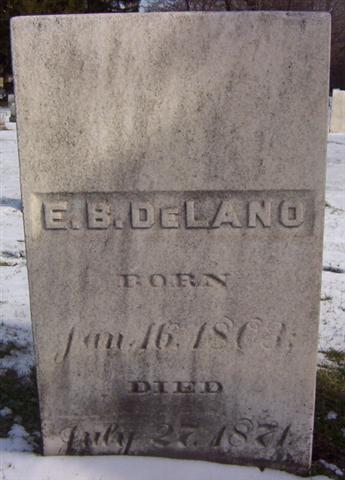 E. B. DeLANO
BORN
Jan. 16, 1803;
DIED
July 27, 1871.